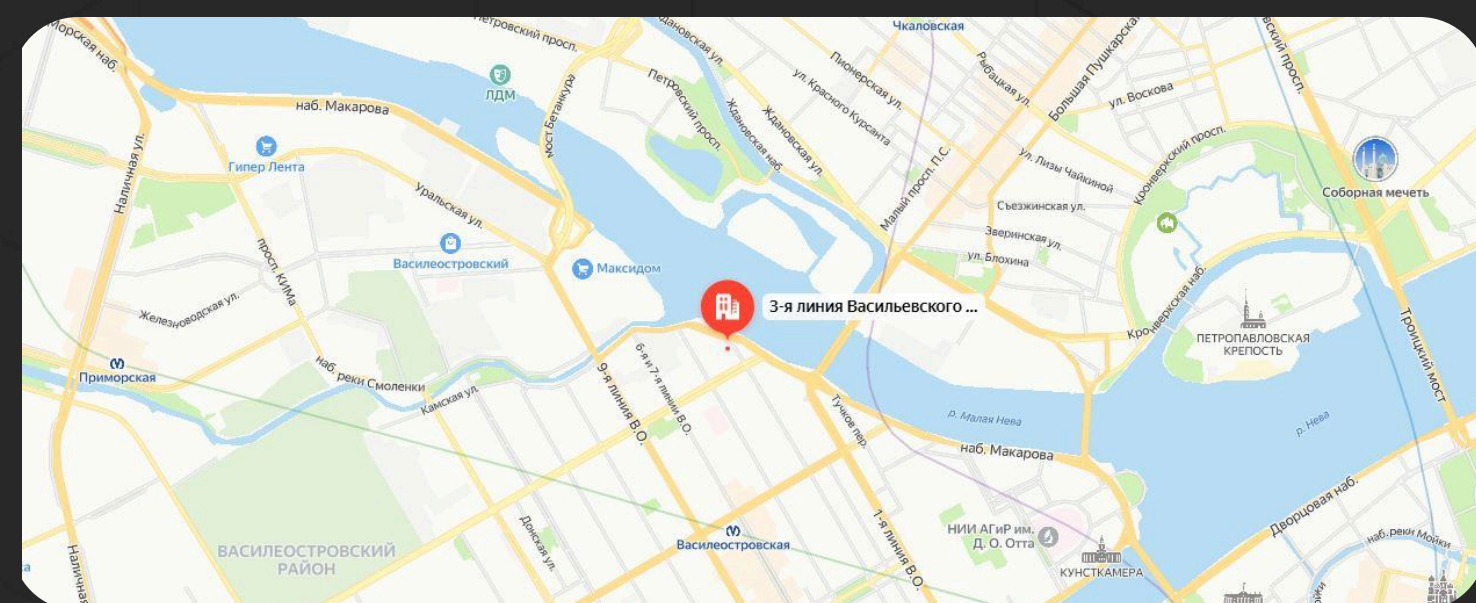 Морская наб.
Петровский просп.
Ждановская ул.
Чкаловская
Большая Пушкарская
ЛДМ
наб. Макарова
мост Бетанкура
Петровский просп.
Ждановская наб.
Ждановская ул.
Пионерская ул.
ул. Красного Курсанта
Рыбацкая ул.
ул. Воскова
Гипер Лента
Наличная ул.
Уральская ул.
Малый просп. П.С.
ул. Лизы Чайкиной
Кронверкский просп.
Соборная мечеть
Съезжинская ул.
Зверинская ул.
ул. Блохина
Василеостровский
Максидом
просп. КИМа
Железноводская ул.
3-я линия Васильевского ...
Кронверкская наб.
ПЕТРОПАВЛОВСКАЯ
КРЕПОСТЬ
Троицкий мост
Приморская
наб. реки Смоленки
Камская ул.
9-я линия В.О.
6-я и 7-я линии В.О.
Тучков пер.
р. Малая Нева
р. Нева
наб. Макарова
Дворцовая наб.
наб. реки Мойки
ВАСИЛЕОСТРОВСКИЙ
РАЙОН
Донская ул.
Василеостровская
1-я линия В.О.
НИИ АГиР им.
Д. О. Отта
КУНСТКАМЕРА
Наличная